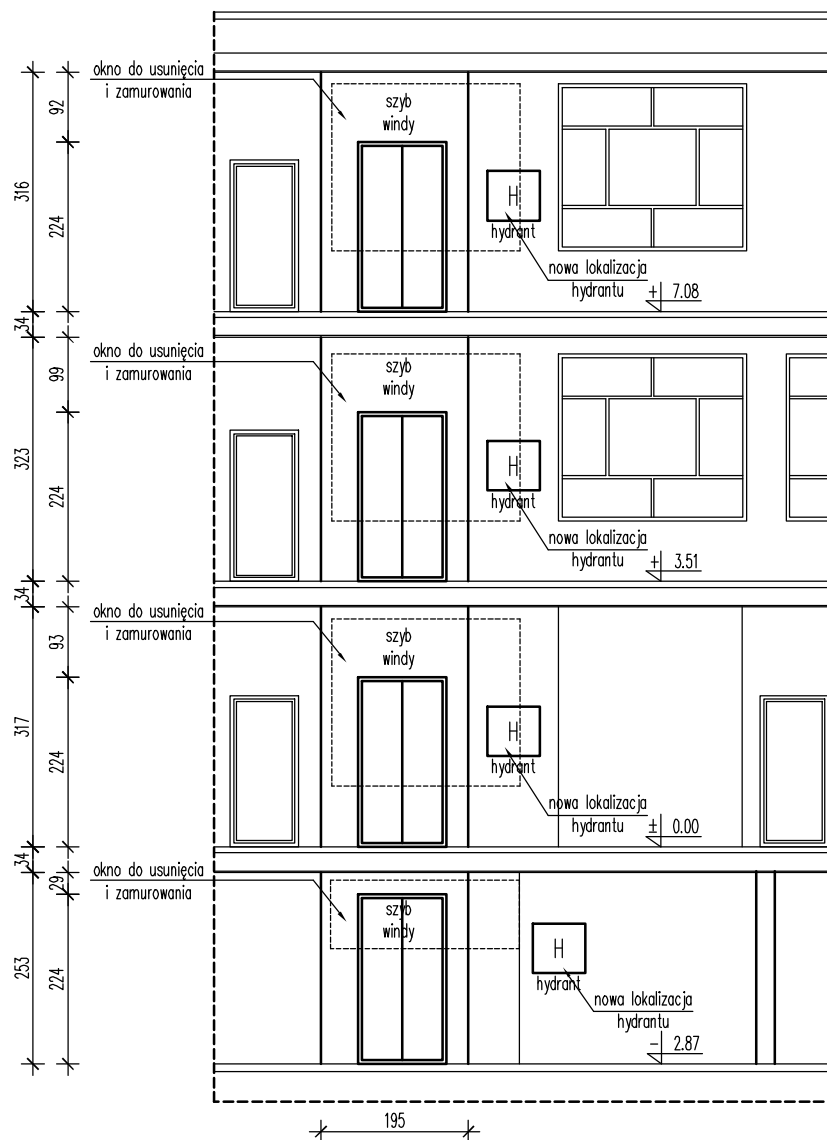 okno do usunięcia
i zamurowania
szyb
windy
92
316
224
H
hydrant
nowa lokalizacja
hydrantu
+ 7.08
34
okno do usunięcia
i zamurowania
szyb
windy
99
323
224
H
hydrant
nowa lokalizacja
hydrantu
+ 3.51
34
okno do usunięcia
i zamurowania
szyb
windy
93
317
224
H
hydrant
nowa lokalizacja
hydrantu
± 0.00
34
okno do usunięcia
i zamurowania
29
szyb
windy
253
224
H
hydrant
nowa lokalizacja
hydrantu
− 2.87
195